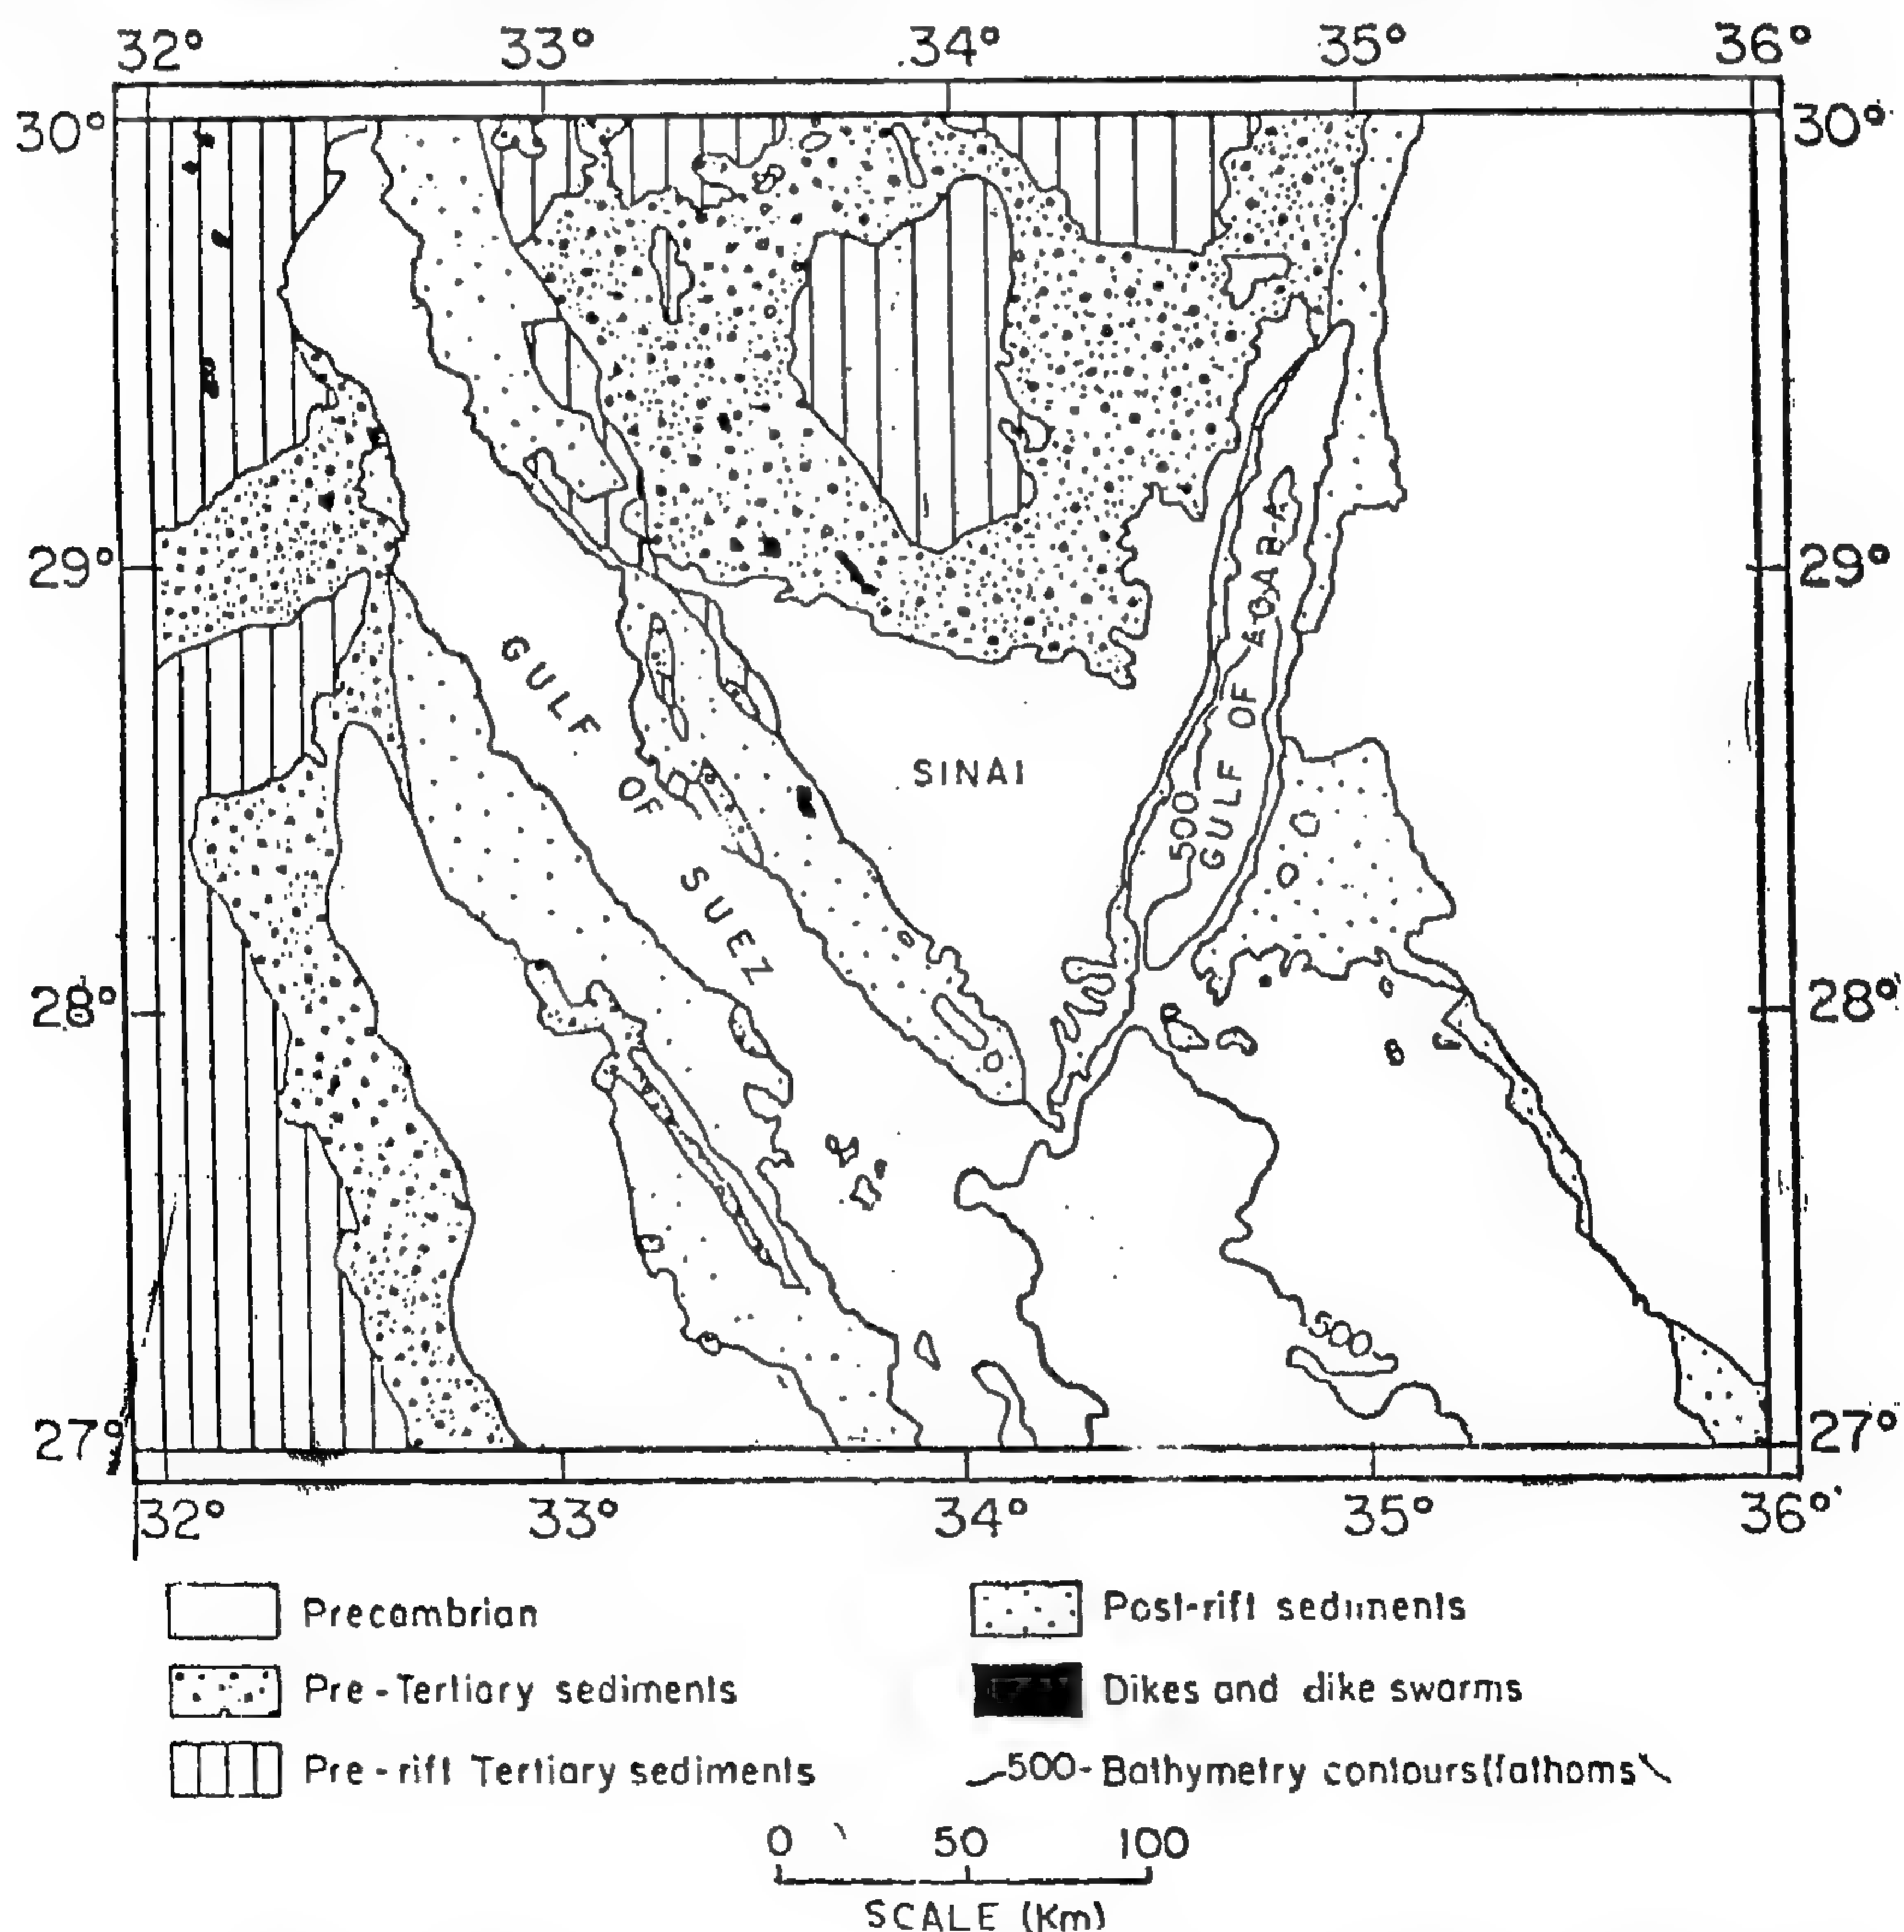 32° 33° 34° 35° 36°
30° 30°
29° 29°
GULF OF SUEZ
SINAI
GULF OF AQABA
500
28° 28°
500
27° 27°
32° 33° 34° 35° 36°
Precambrian
Post-rift sediments
Pre-Tertiary sediments
Dikes and dike swarms
Pre-rift Tertiary sediments
500 Bathymetry contours (fathoms)
0 50 100
SCALE (Km)